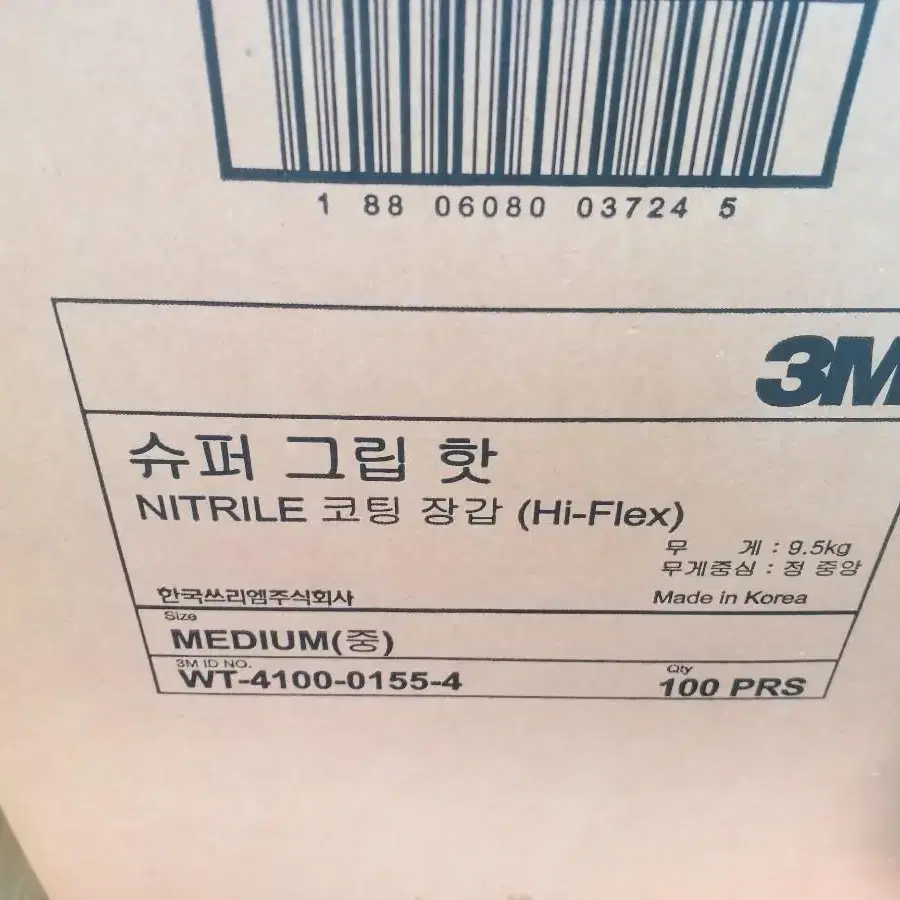 1 88 06080 03724 5
3M
슈퍼 그립 핫
NITRILE 코팅 장갑 (Hi-Flex)
무 게 : 9.5kg
무게중심 : 정 중앙
한국쓰리엠주식회사 Made in Korea
Size
MEDIUM(중)
3M ID NO. Qty
WT-4100-0155-4 100 PRS